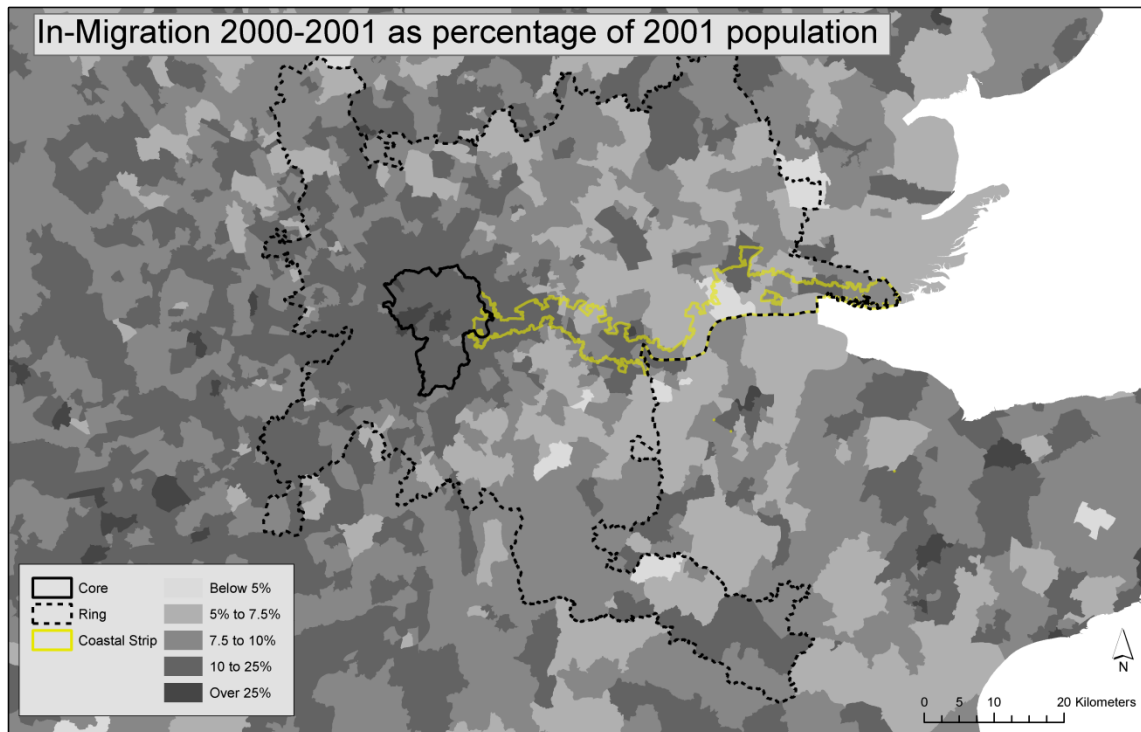 In-Migration 2000-2001 as percentage of 2001 population
Core
Ring
Coastal Strip
Below 5%
5% to 7.5%
7.5 to 10%
10 to 25%
Over 25%
N
0 5 10 20 Kilometers